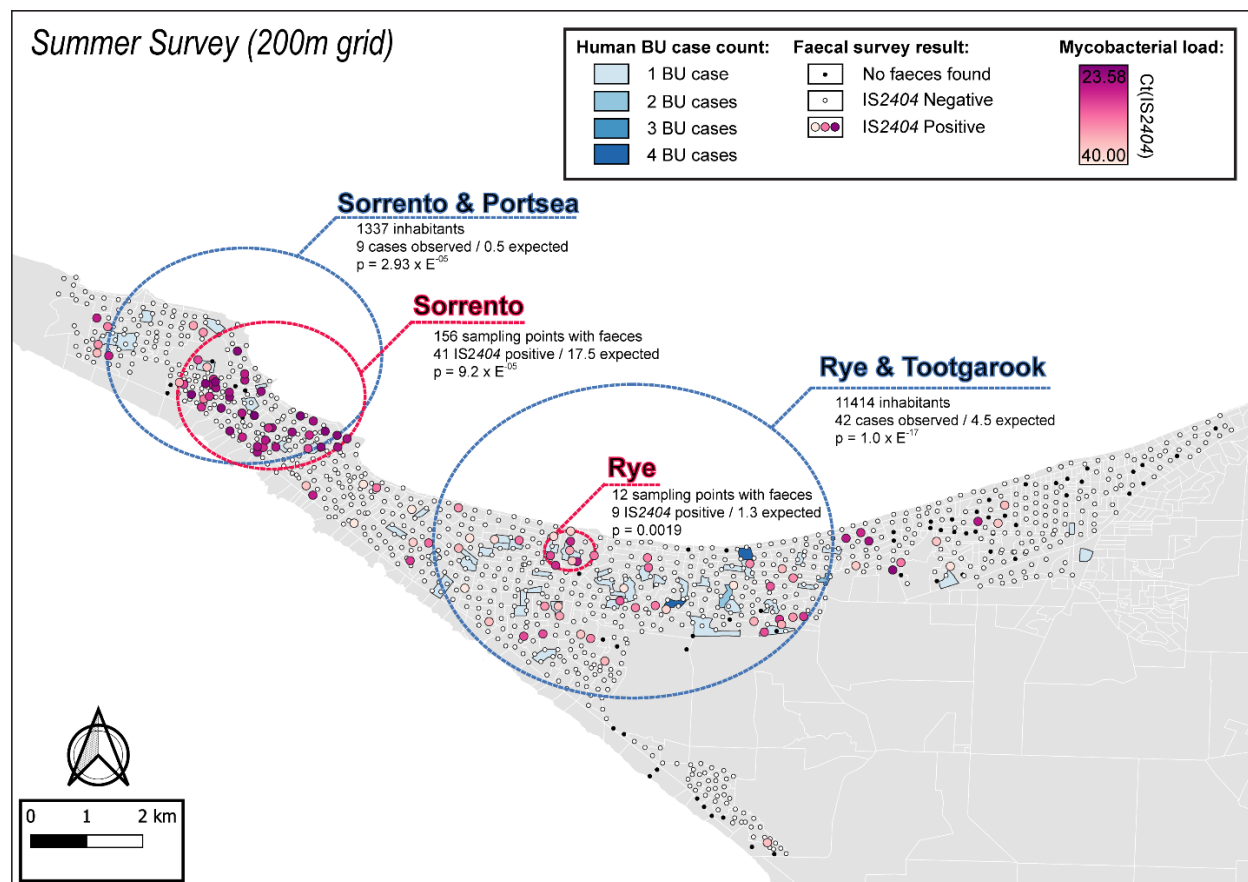 Summer Survey (200m grid)
Human BU case count:
1 BU case
2 BU cases
3 BU cases
4 BU cases
Faecal survey result:
No faeces found
IS2404 Negative
IS2404 Positive
Mycobacterial load:
23.58
40.00
Ct(IS2404)
Sorrento & Portsea
1337 inhabitants
9 cases observed / 0.5 expected
p = 2.93 x E-05
Sorrento
156 sampling points with faeces
41 IS2404 positive / 17.5 expected
p = 9.2 x E-05
Rye & Tootgarook
11414 inhabitants
42 cases observed / 4.5 expected
p = 1.0 x E-17
Rye
12 sampling points with faeces
9 IS2404 positive / 1.3 expected
p = 0.0019
0 1 2 km